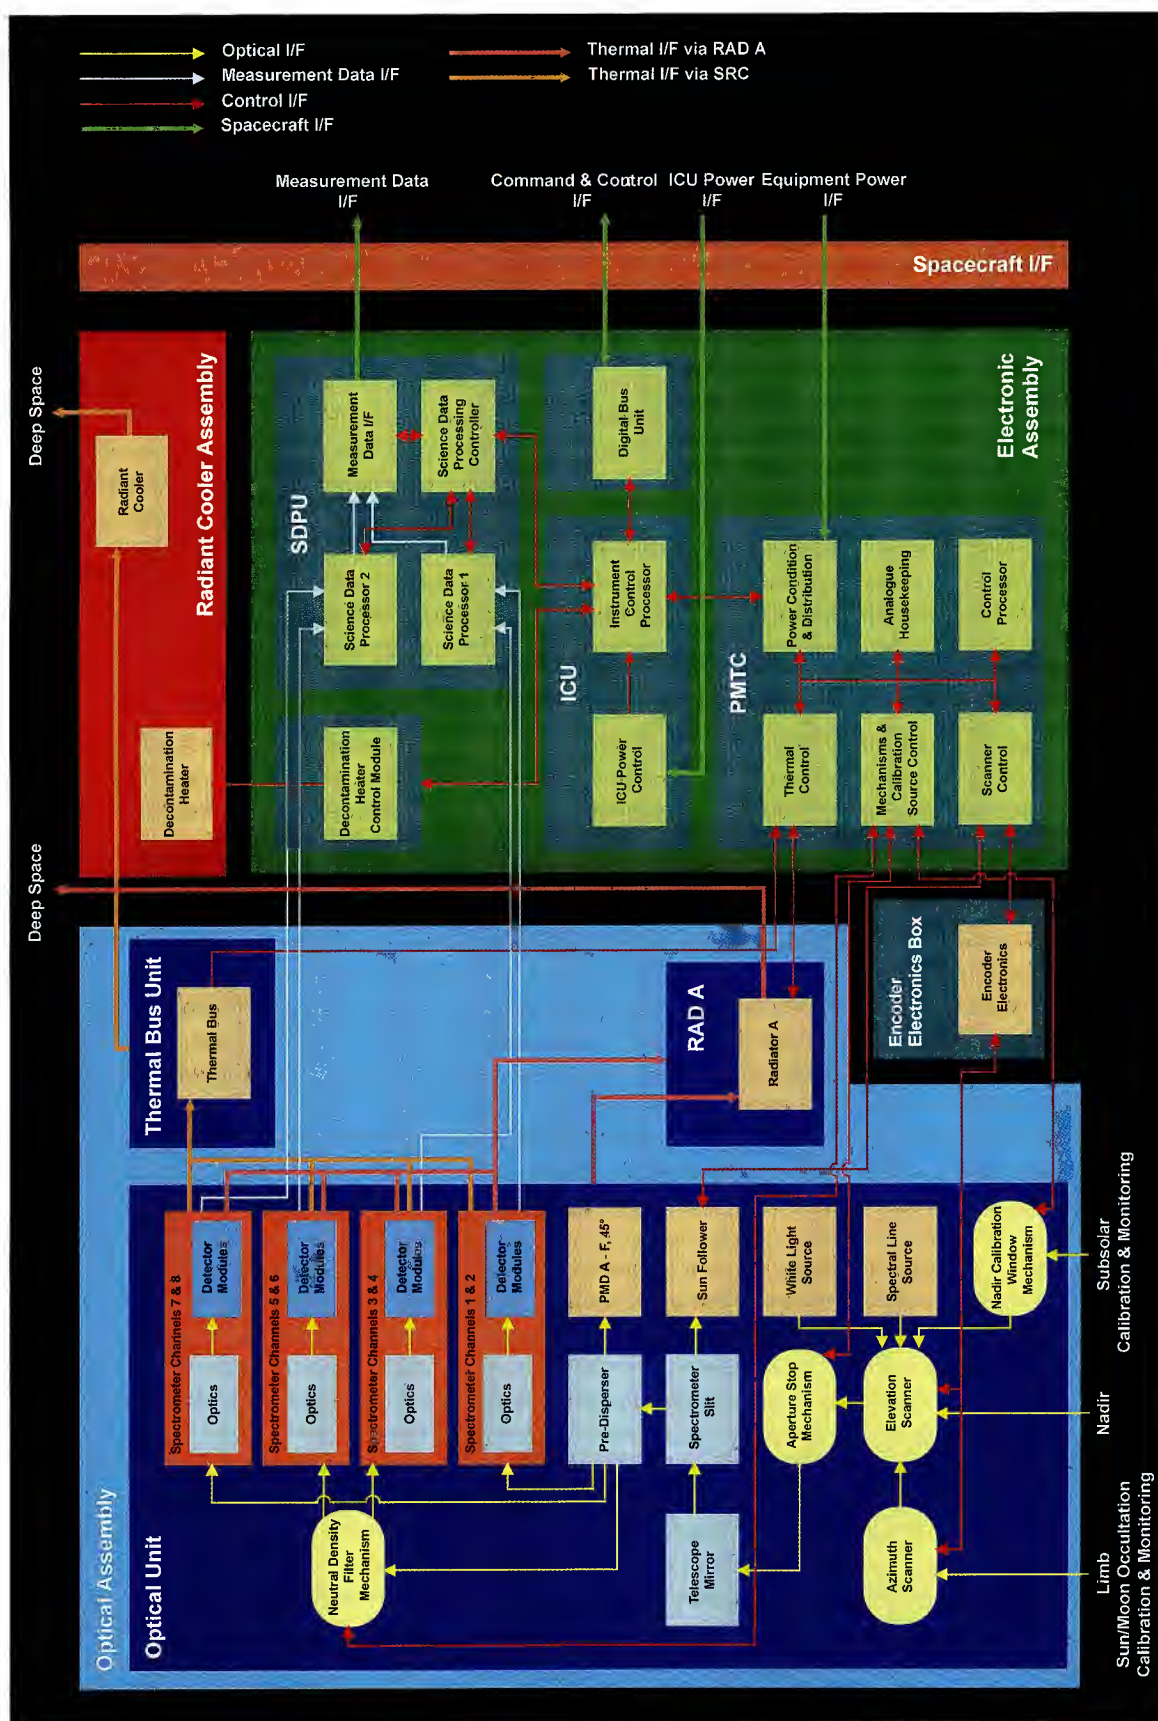 Optical I/F
Measurement Data I/F
Control I/F
Spacecraft I/F
Thermal I/F via RAD A
Thermal I/F via SRC
Measurement Data
I/F
Command & Control
I/F
ICU Power
I/F
Equipment Power
I/F
Spacecraft I/F
Deep Space
Radiant
Cooler
Radiant Cooler Assembly
Decontamination
Heater
Deep Space
Electronic
Assembly
SDPU
Measurement
Data I/F
Science Data
Processing
Controller
Science Data
Processor 2
Science Data
Processor 1
Decontamination
Heater
Control Module
ICU
Digital Bus
Unit
Instrument
Control
Processor
ICU Power
Control
PMTC
Power Condition
& Distribution
Analogue
Housekeeping
Control
Processor
Thermal
Control
Mechanisms &
Calibration
Source Control
Scanner
Control
Encoder
Electronics Box
Encoder
Electronics
Thermal Bus Unit
Thermal Bus
RAD A
Radiator A
Optical Assembly
Optical Unit
Spectrometer Channels 7 & 8
Detector
Modules
Optics
Spectrometer Channels 5 & 6
Detector
Modules
Optics
Spectrometer Channels 3 & 4
Detector
Modules
Optics
Spectrometer Channels 1 & 2
Detector
Modules
Optics
PMD A - F, 45°
Sun Follower
White Light
Source
Spectral Line
Source
Nadir Calibration
Window
Mechanism
Pre-Disperser
Spectrometer
Slit
Aperture Stop
Mechanism
Elevation
Scanner
Neutral Density
Filter
Mechanism
Telescope
Mirror
Azimuth
Scanner
Subsolar
Calibration & Monitoring
Nadir
Limb
Sun/Moon Occultation
Calibration & Monitoring